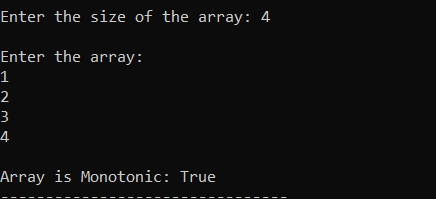 Enter the size of the array: 4
Enter the array:
1
2
3
4
Array is Monotonic: True
--------------------------------